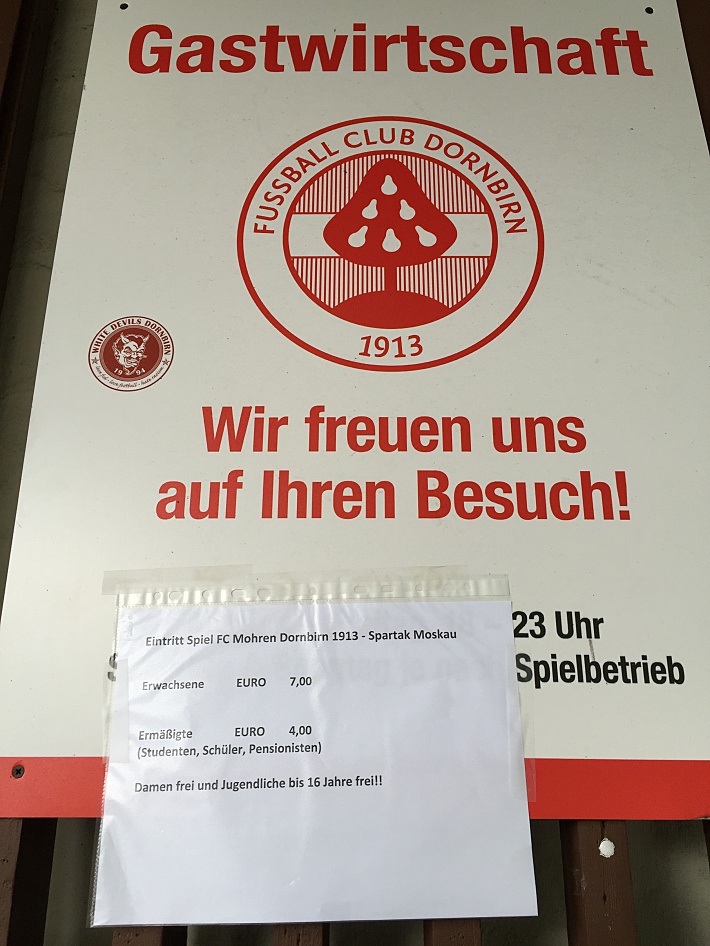 Gastwirtschaft
FUSSBALL CLUB DORNBIRN
1913
WHITE DEVILS DORNBIRN
1994
Wir freuen uns
auf Ihren Besuch!
23 Uhr
Spielbetrieb
Eintritt Spiel FC Mohren Dornbirn 1913 - Spartak Moskau
Erwachsene EURO 7,00
Ermäßigte EURO 4,00
(Studenten, Schüler, Pensionisten)
Damen frei und Jugendliche bis 16 Jahre frei!!